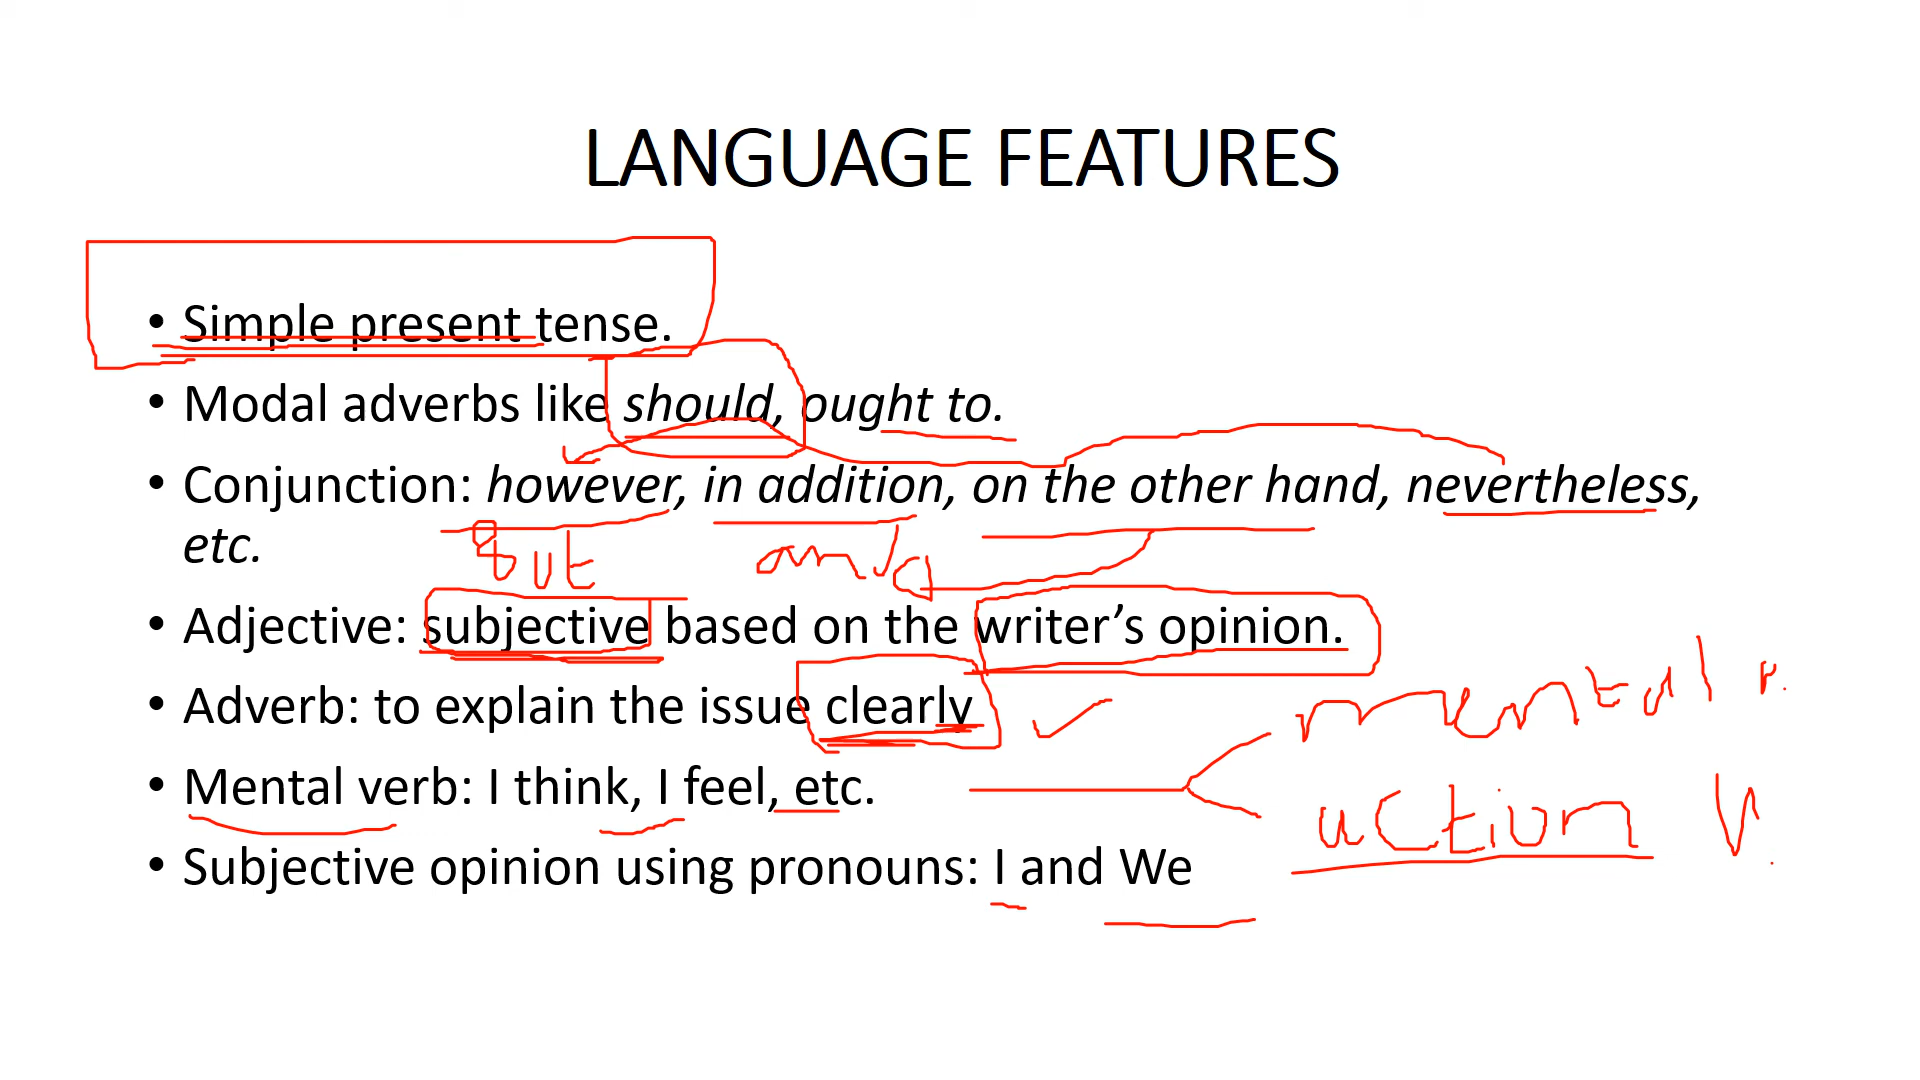 LANGUAGE FEATURES
• Simple present tense.
• Modal adverbs like should, ought to.
• Conjunction: however, in addition, on the other hand, nevertheless,
etc.
but and
• Adjective: subjective based on the writer’s opinion.
• Adverb: to explain the issue clearly
mental v.
• Mental verb: I think, I feel, etc.
action v.
• Subjective opinion using pronouns: I and We